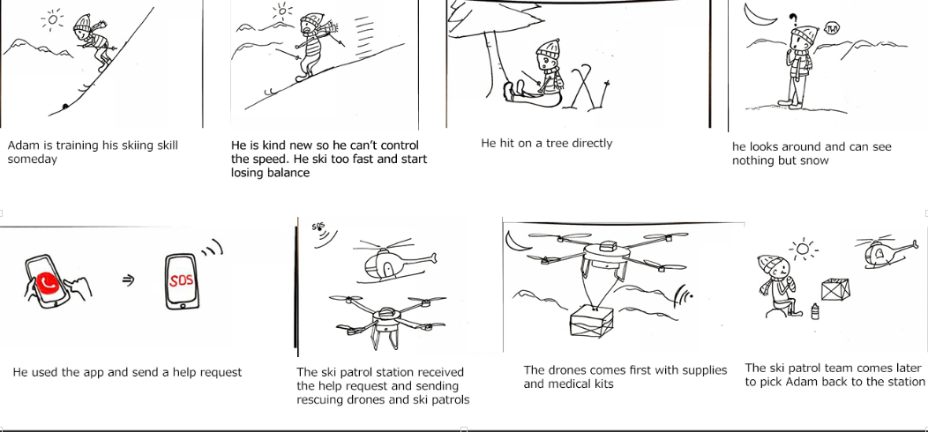 Adam is training his skiing skill
someday
He is kind new so he can't control
the speed. He ski too fast and start
losing balance
He hit on a tree directly
?
he looks around and can see
nothing but snow
SOS
He used the app and send a help request
SOS
The ski patrol station received
the help request and sending
rescuing drones and ski patrols
The drones comes first with supplies
and medical kits
The ski patrol team comes later
to pick Adam back to the station